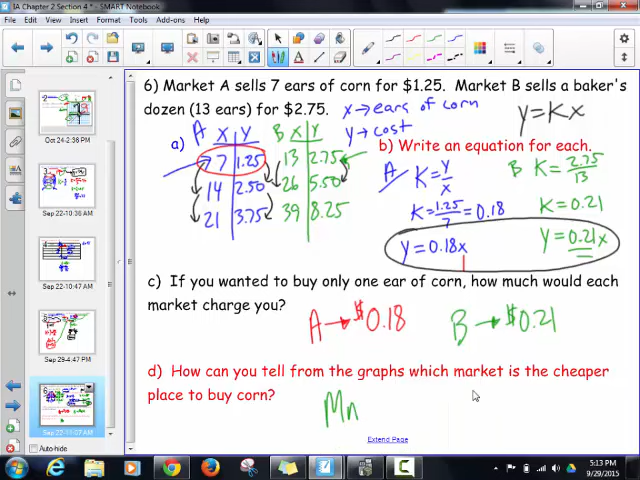 IA Chapter 2 Section 4 * - SMART Notebook
File Edit View Insert Format Tools Add-ons Help
Oct 24-2:36 PM
Sep 22-10:36 AM
Sep 22-10:36 AM
Sep 29-4:47 PM
Sep 22-11:07 AM
Auto-hide
6) Market A sells 7 ears of corn for $1.25. Market B sells a baker's
dozen (13 ears) for $2.75. x→ears of corn
y→cost
y=Kx
a) A X Y
7 1.25
14 2.50
21 3.75
B X Y
13 2.75
26 5.50
39 8.25
b) Write an equation for each.
A K=y/x
K=1.25/7=0.18
y=0.18x
B K=2.75/13
K=0.21
y=0.21x
c) If you wanted to buy only one ear of corn, how much would each
market charge you?
A→$0.18 B→$0.21
d) How can you tell from the graphs which market is the cheaper
place to buy corn?
Mn
Extend Page
5:13 PM
9/29/2015